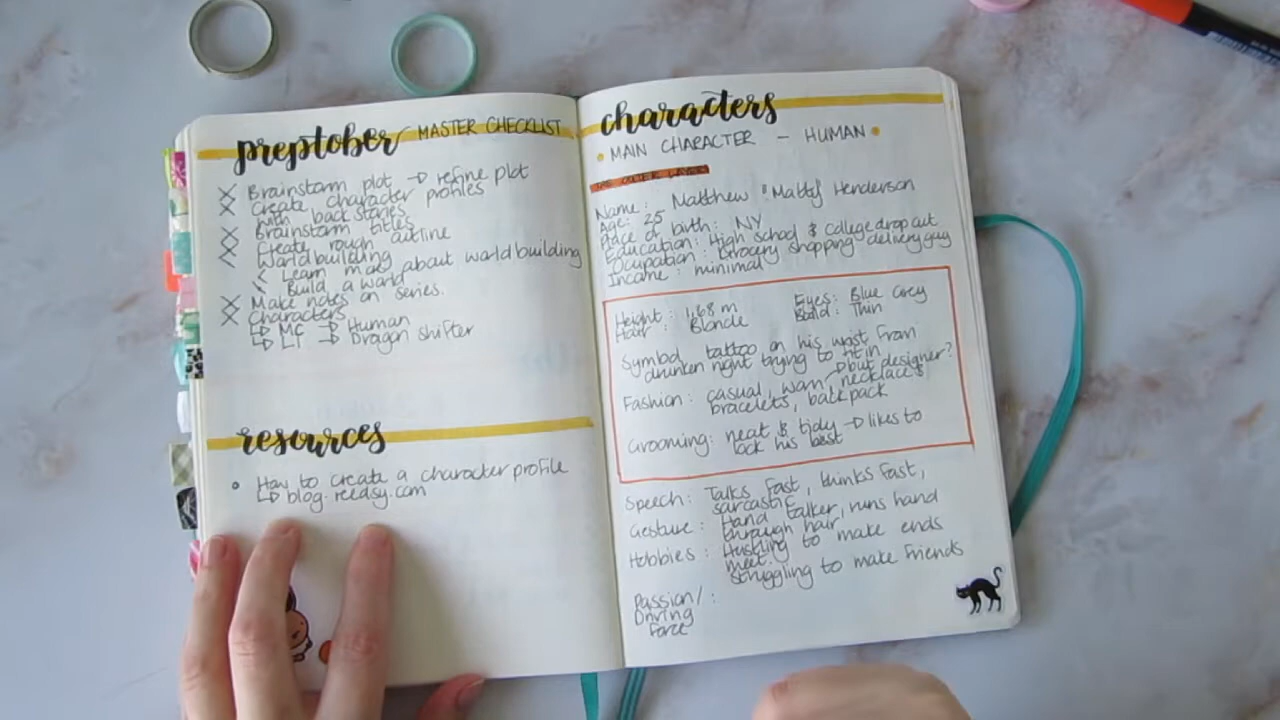 preptober MASTER CHECKLIST
Brainstorm plot → refine plot
Create character profiles
with backstories
Brainstorm titles
Create rough outline
Worldbuilding
Learn more about worldbuilding
Build a world
Make notes on series.
Characters
↳ MC → Human
↳ LI → Dragon shifter
resources
How to create a character profile
↳ blog.reedsy.com
characters
MAIN CHARACTER - HUMAN
Name: Matthew "Matty" Henderson
Age: 25
Place of birth: NY
Education: High school & college drop out
Occupation: Grocery shopping delivery guy
Income: minimal
Height: 1,68 m Eyes: Blue Grey
Hair: Blonde Build: Thin
Symbol tattoo on his waist from
drunken night trying to fit in
Fashion: casual, worn → but designer?
necklace &
bracelets, backpack
Grooming: neat & tidy → likes to
look his best
Speech: Talks fast, thinks fast,
sarcastic
Gesture: Hand talker, runs hand
through hair
Hobbies: Hustling to make ends
meet.
struggling to make friends
Passion/:
Driving
Force